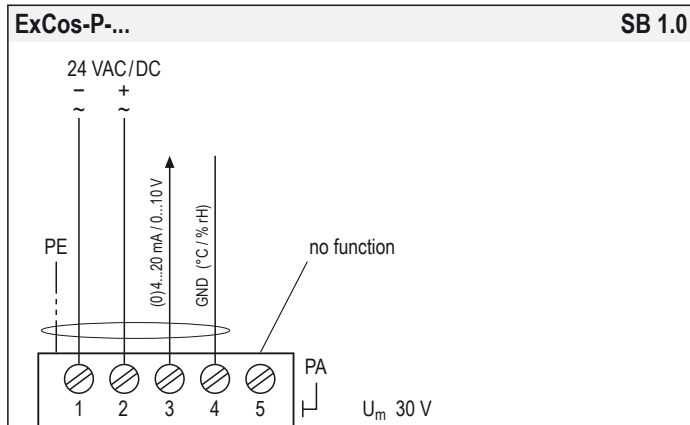 ExCos-P-... SB 1.0
24 VAC/DC
– +
~ ~
(0)4...20 mA / 0...10 V
GND (°C / % rH)
PE
no function
PA
1 2 3 4 5
Um 30 V